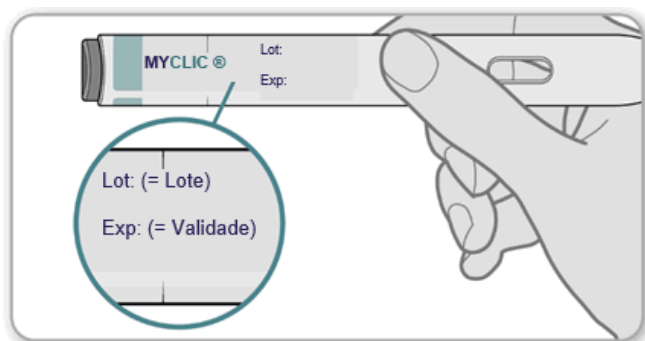 MYCLIC ®
Lot:
Exp:
Lot: (= Lote)
Exp: (= Validade)